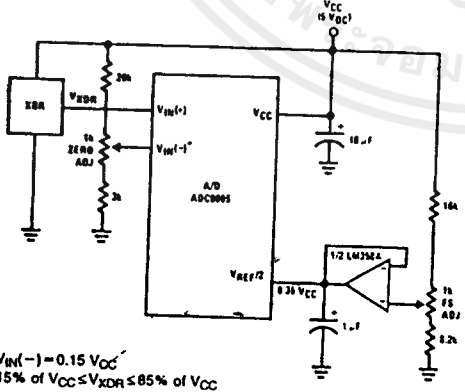 VCC
(5 VDC)
20k
XDR
VXDR
VIN(+)
VCC
1k
ZERO
ADJ
VIN(-)
10 µF
3k
A/D
ADC0805
16k
1/2 LM358A
VREF/2
0.35 VCC
1k
FS
ADJ
1 µF
8.2k
VIN(-) = 0.15 VCC
15% of VCC ≤ VXDR ≤ 85% of VCC